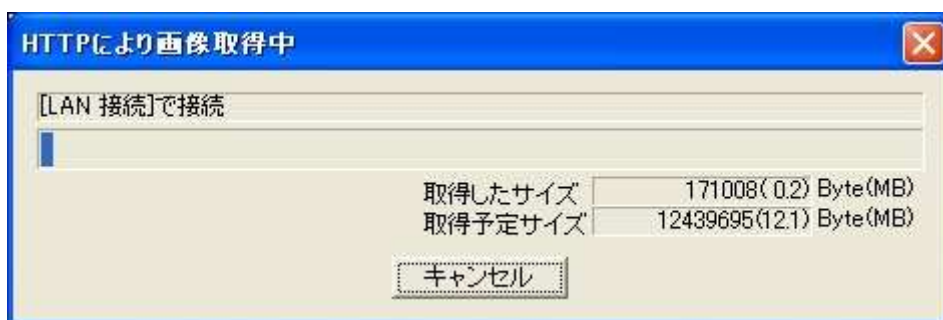 HTTPにより画像取得中
[LAN 接続]で接続
取得したサイズ 171008( 0.2) Byte(MB)
取得予定サイズ 12439695(12.1) Byte(MB)
キャンセル